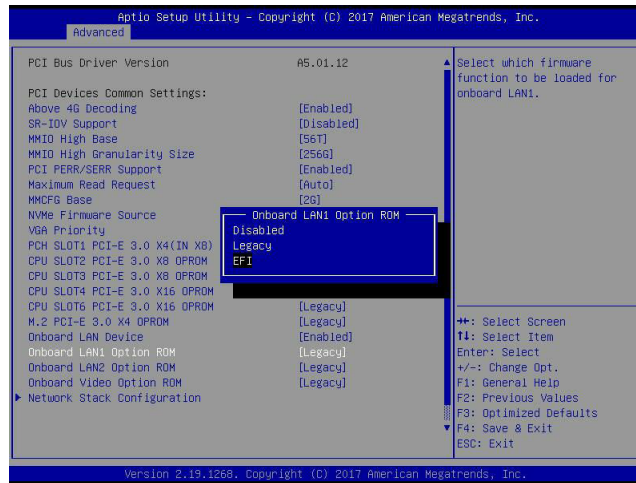 Aptio Setup Utility – Copyright (C) 2017 American Megatrends, Inc.
Advanced
PCI Bus Driver Version A5.01.12
PCI Devices Common Settings:
Above 4G Decoding [Enabled]
SR-IOV Support [Disabled]
MMIO High Base [56T]
MMIO High Granularity Size [256G]
PCI PERR/SERR Support [Enabled]
Maximum Read Request [Auto]
MMCFG Base [2G]
NVMe Firmware Source
VGA Priority
PCH SLOT1 PCI-E 3.0 X4(IN X8)
CPU SLOT2 PCI-E 3.0 X8 OPROM
CPU SLOT3 PCI-E 3.0 X8 OPROM
CPU SLOT4 PCI-E 3.0 X16 OPROM
CPU SLOT6 PCI-E 3.0 X16 OPROM [Legacy]
M.2 PCI-E 3.0 X4 OPROM [Legacy]
Onboard LAN Device [Enabled]
Onboard LAN1 Option ROM [Legacy]
Onboard LAN2 Option ROM [Legacy]
Onboard Video Option ROM [Legacy]
Network Stack Configuration
Onboard LAN1 Option ROM
Disabled
Legacy
EFI
Select which firmware
function to be loaded for
onboard LAN1.
→←: Select Screen
↑↓: Select Item
Enter: Select
+/-: Change Opt.
F1: General Help
F2: Previous Values
F3: Optimized Defaults
F4: Save & Exit
ESC: Exit
Version 2.19.1268. Copyright (C) 2017 American Megatrends, Inc.